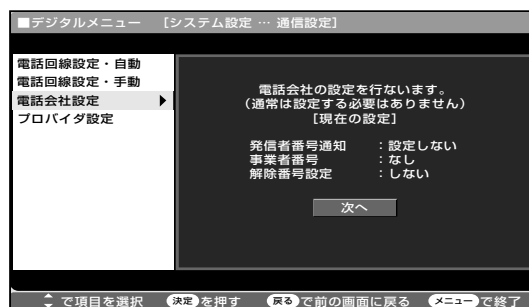 ■デジタルメニュー [システム設定 … 通信設定]
電話回線設定・自動
電話回線設定・手動
電話会社設定
プロバイダ設定
電話会社の設定を行ないます。
(通常は設定する必要はありません)
[現在の設定]
発信者番号通知 :設定しない
事業者番号 :なし
解除番号設定 :しない
次へ
で項目を選択 決定を押す 戻るで前の画面に戻る メニューで終了